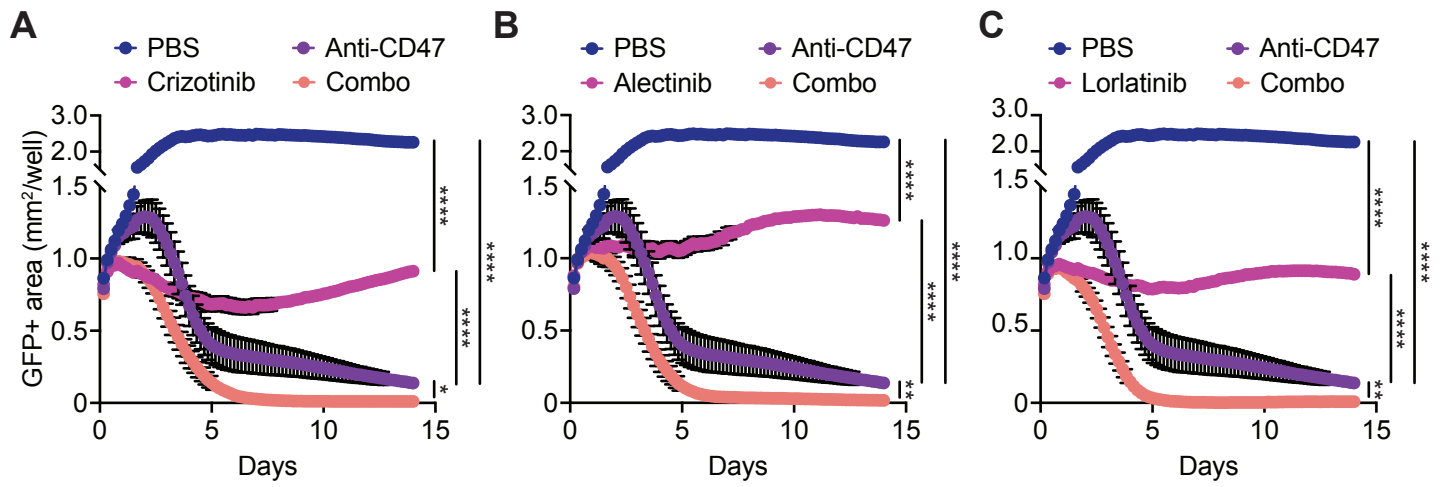 A
PBS
Anti-CD47
Crizotinib
Combo
GFP+ area (mm²/well)
3.0
2.0
1.5
1.0
0.5
0
0
5
10
15
Days
****
****
****
*
B
PBS
Anti-CD47
Alectinib
Combo
3.0
2.0
1.5
1.0
0.5
0
0
5
10
15
Days
****
****
****
**
C
PBS
Anti-CD47
Lorlatinib
Combo
3.0
2.0
1.5
1.0
0.5
0
0
5
10
15
Days
****
****
****
**